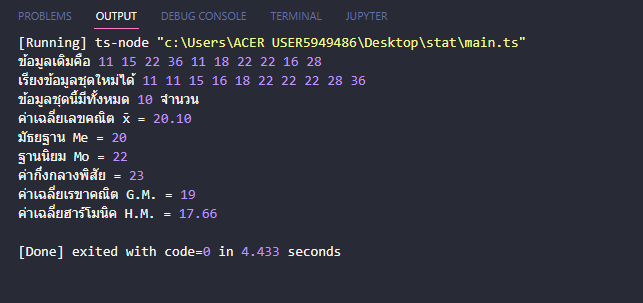 PROBLEMS OUTPUT DEBUG CONSOLE TERMINAL JUPYTER
[Running] ts-node "c:\Users\ACER USER5949486\Desktop\stat\main.ts"
ข้อมูลเดิมคือ 11 15 22 36 11 18 22 22 16 28
เรียงข้อมูลชุดใหม่ได้ 11 11 15 16 18 22 22 22 28 36
ข้อมูลชุดนี้มีทั้งหมด 10 จำนวน
ค่าเฉลี่ยเลขคณิต x̄ = 20.10
มัธยฐาน Me = 20
ฐานนิยม Mo = 22
ค่ากึ่งกลางพิสัย = 23
ค่าเฉลี่ยเรขาคณิต G.M. = 19
ค่าเฉลี่ยฮาร์โมนิค H.M. = 17.66
[Done] exited with code=0 in 4.433 seconds